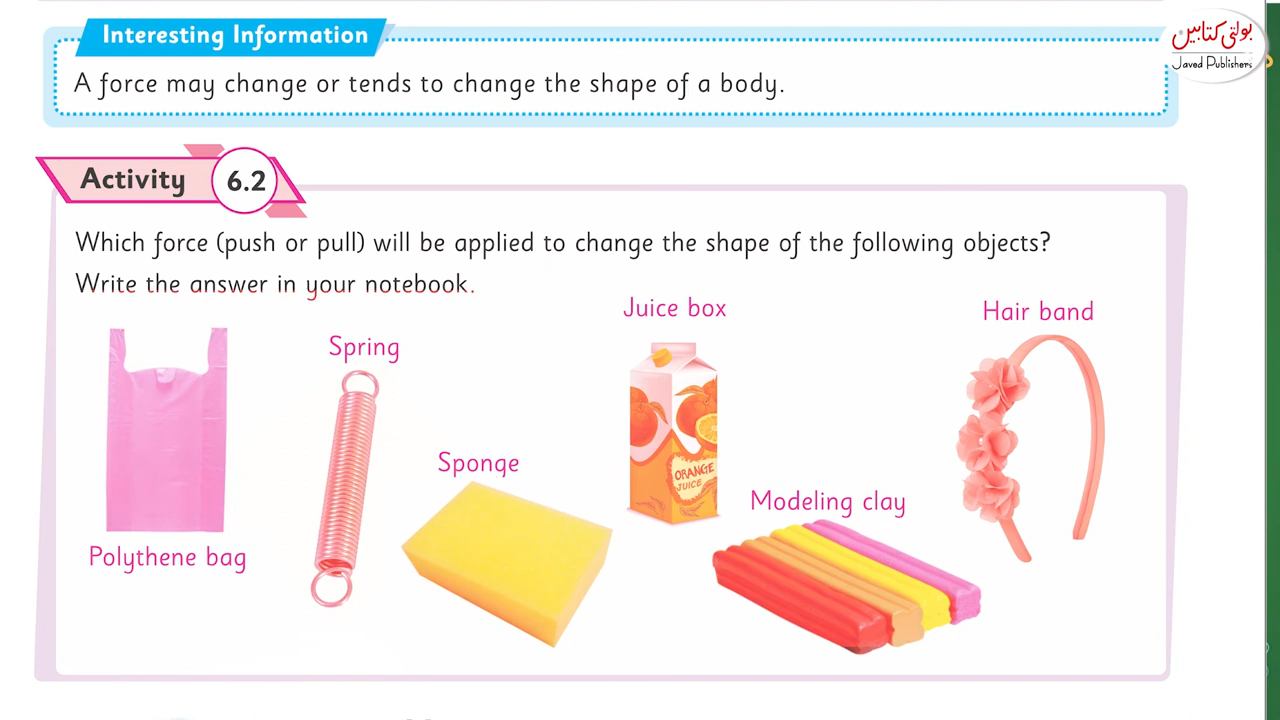 Interesting Information
بولتی کتابیں
Javed Publishers
A force may change or tends to change the shape of a body.
Activity 6.2
Which force (push or pull) will be applied to change the shape of the following objects?
Write the answer in your notebook.
Juice box
Hair band
Spring
Sponge
ORANGE
JUICE
Modeling clay
Polythene bag